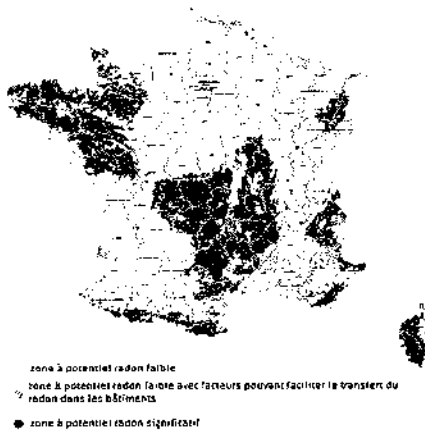 zone à potentiel radon faible
zone à potentiel radon faible avec facteurs pouvant faciliter le transfert du
radon dans les bâtiments
zone à potentiel radon significatif